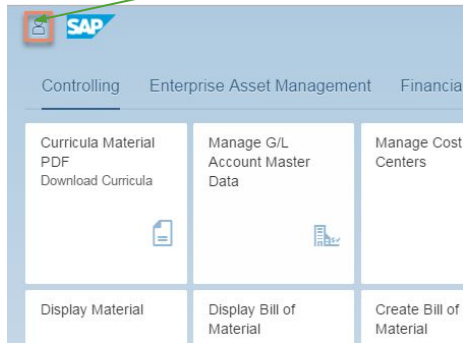 SAP
Controlling Enterprise Asset Management Financia
Curricula Material
PDF
Download Curricula
Manage G/L
Account Master
Data
Manage Cost
Centers
Display Material
Display Bill of
Material
Create Bill of
Material